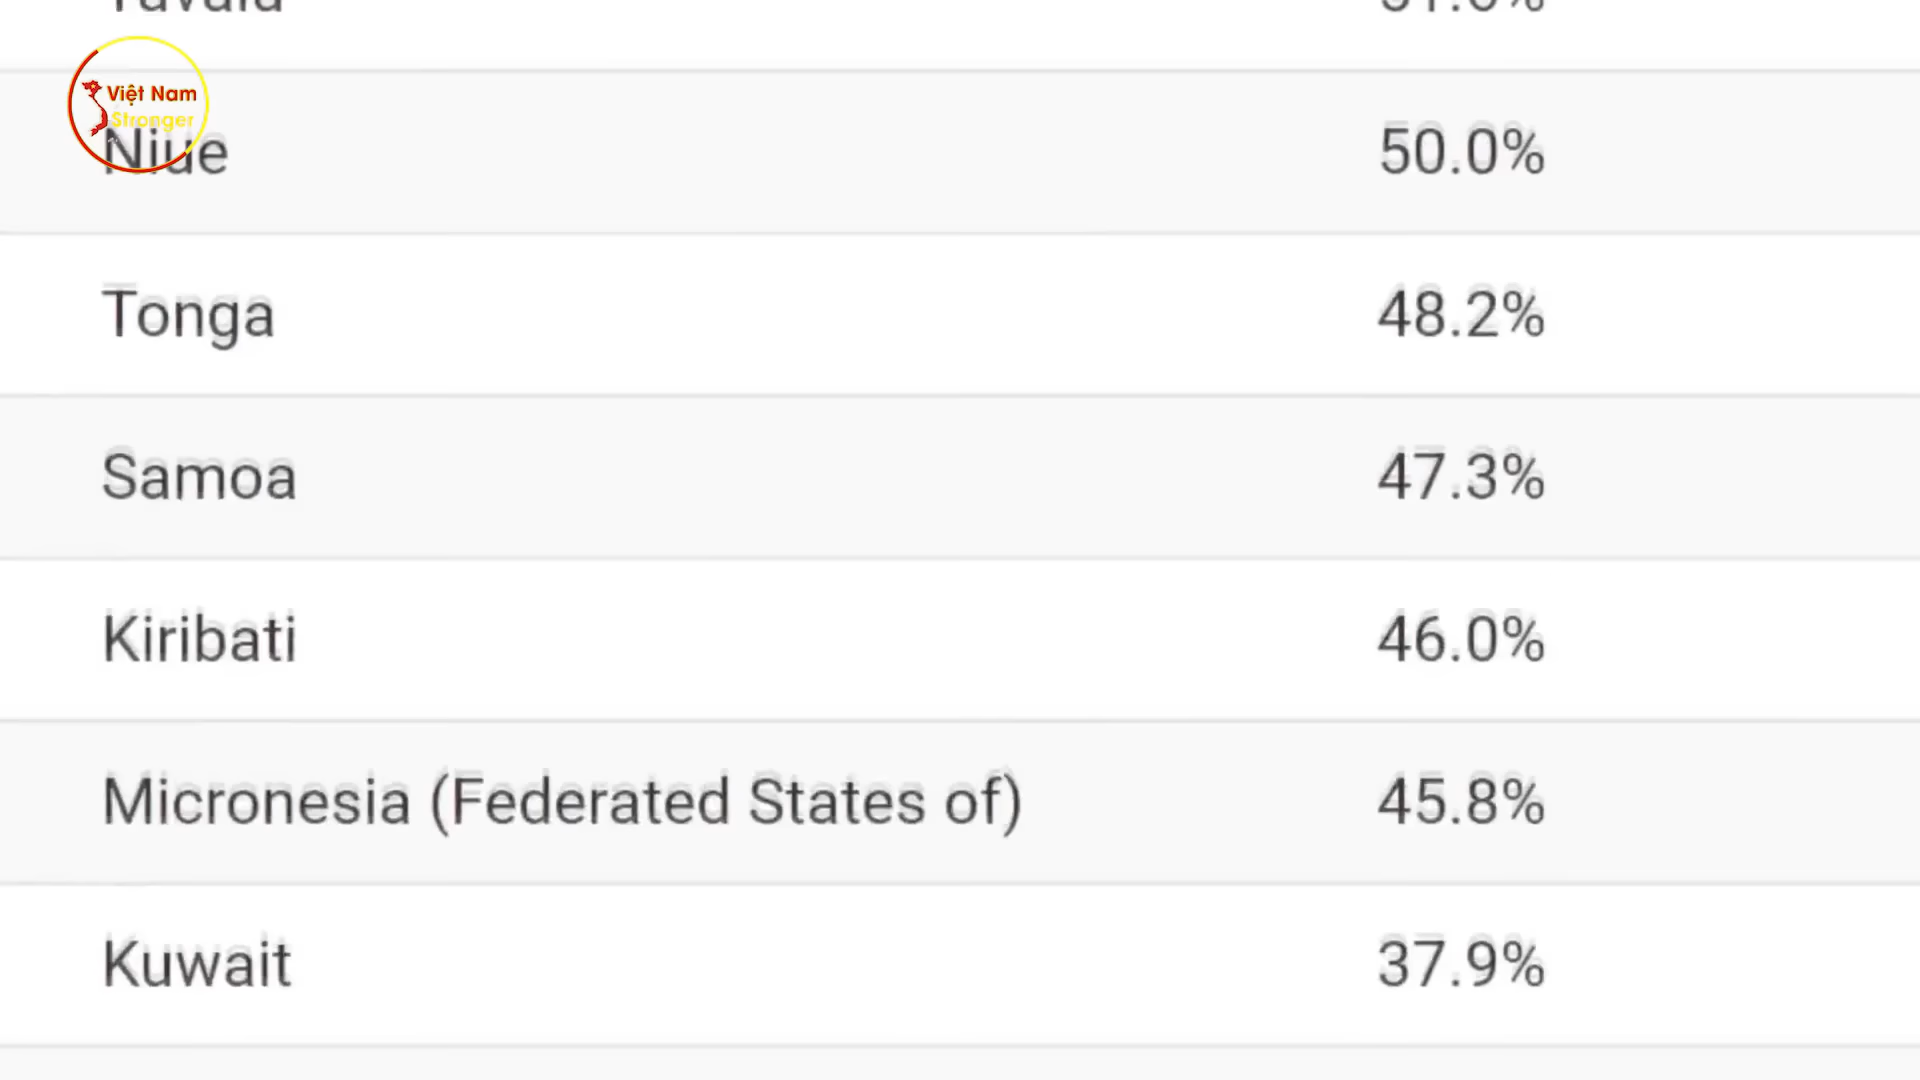 Việt Nam
Stronger
Niue 50.0%
Tonga 48.2%
Samoa 47.3%
Kiribati 46.0%
Micronesia (Federated States of) 45.8%
Kuwait 37.9%